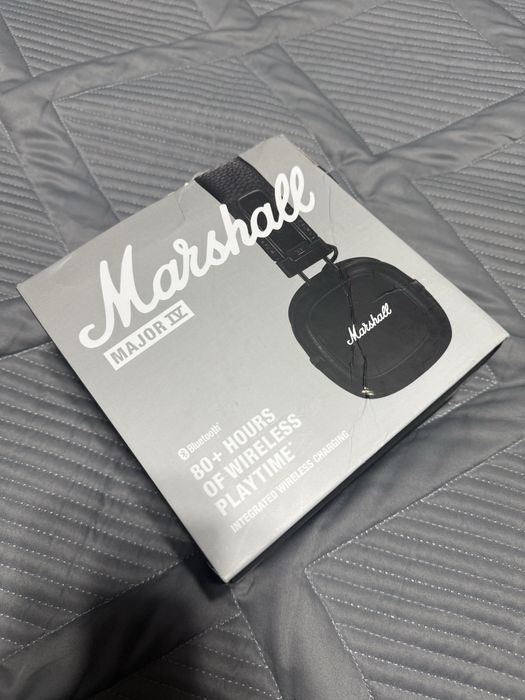 Marshall
MAJOR IV
Marshall
Bluetooth
80+ HOURS
OF WIRELESS
PLAYTIME
INTEGRATED WIRELESS CHARGING